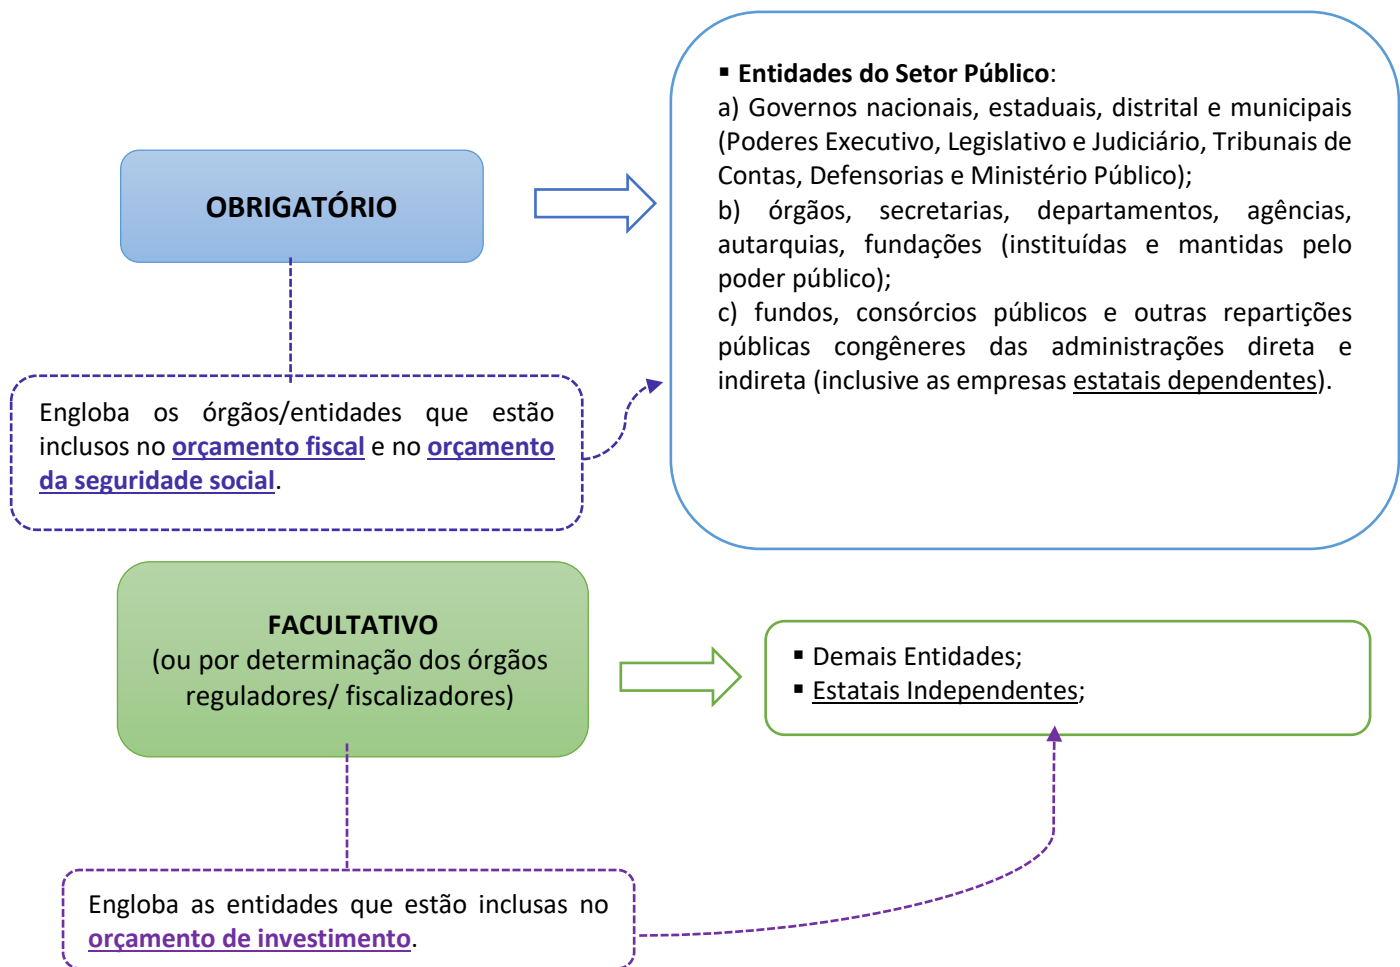 OBRIGATÓRIO
▪ Entidades do Setor Público:
a) Governos nacionais, estaduais, distrital e municipais
(Poderes Executivo, Legislativo e Judiciário, Tribunais de
Contas, Defensorias e Ministério Público);
b) órgãos, secretarias, departamentos, agências,
autarquias, fundações (instituídas e mantidas pelo
poder público);
c) fundos, consórcios públicos e outras repartições
públicas congêneres das administrações direta e
indireta (inclusive as empresas estatais dependentes).
Engloba os órgãos/entidades que estão
inclusos no orçamento fiscal e no orçamento
da seguridade social.
FACULTATIVO
(ou por determinação dos órgãos
reguladores/ fiscalizadores)
▪ Demais Entidades;
▪ Estatais Independentes;
Engloba as entidades que estão inclusas no
orçamento de investimento.